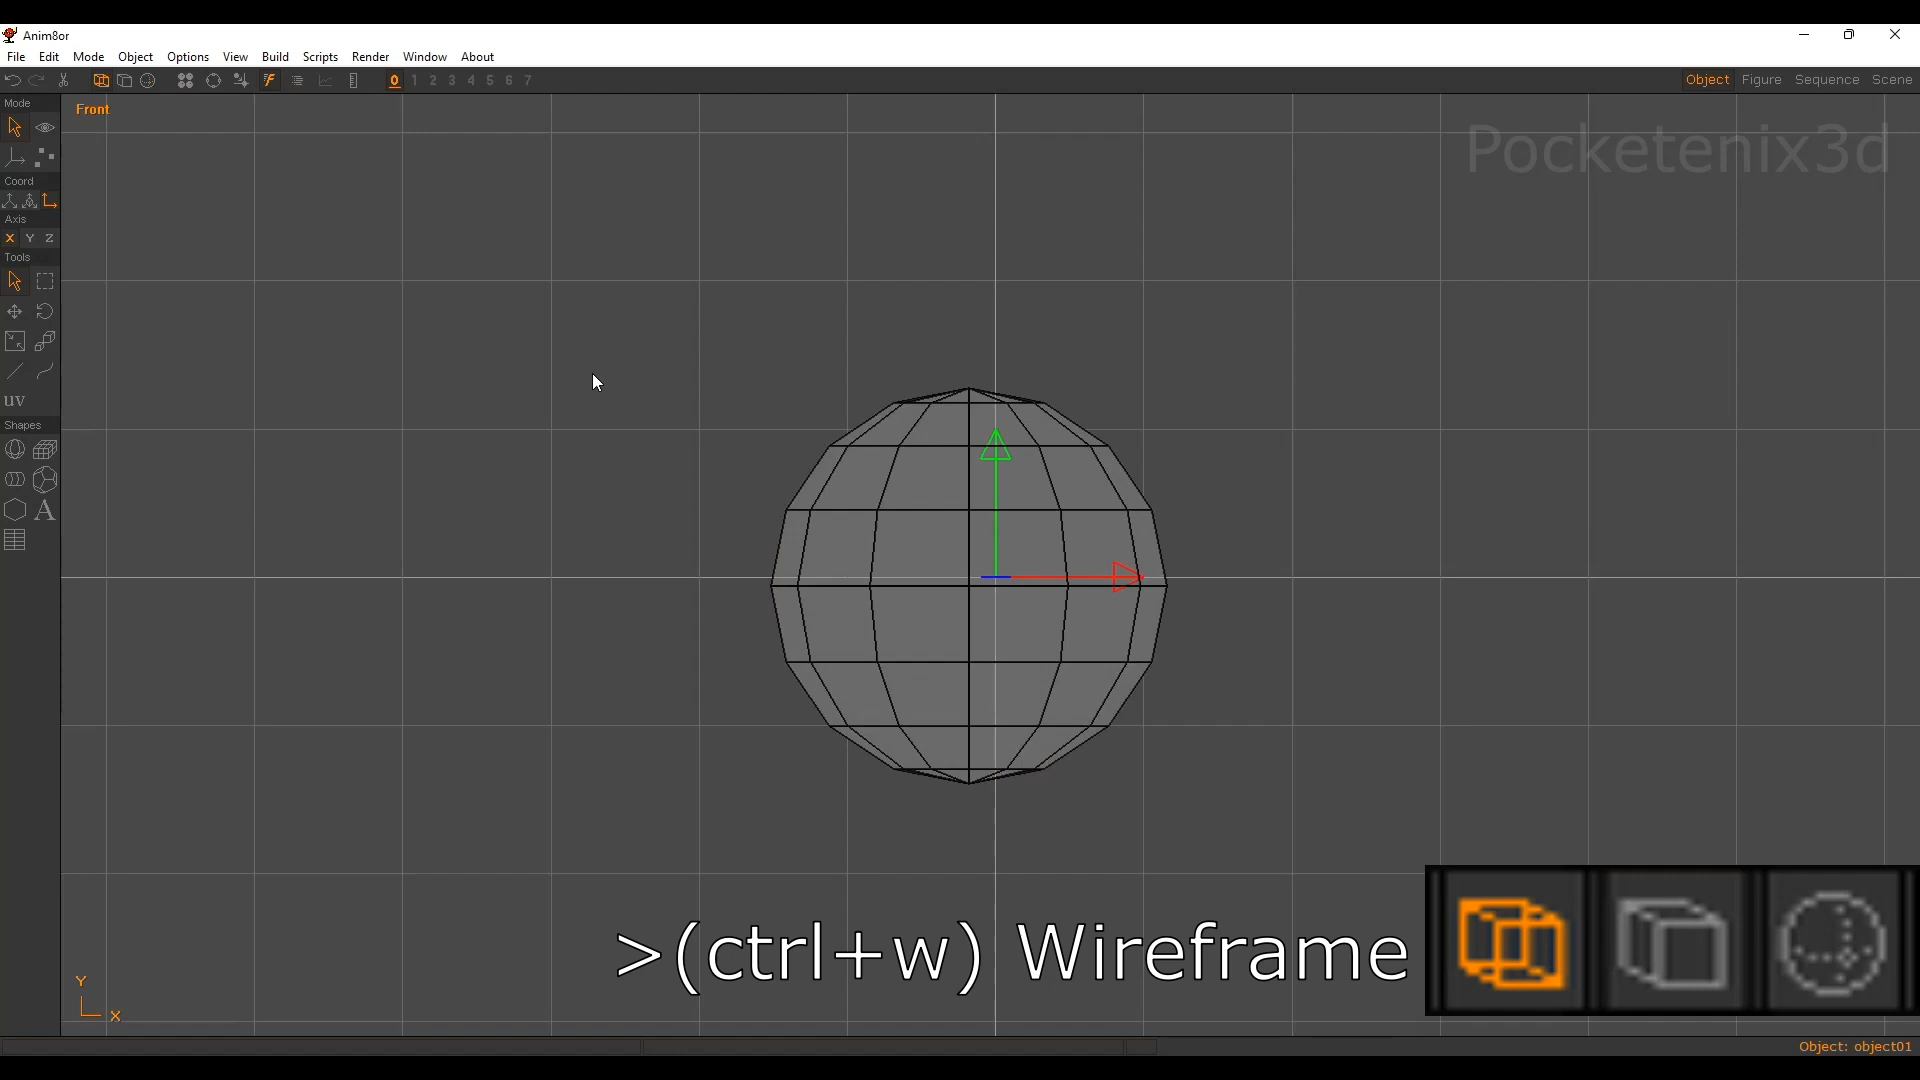 Anim8or
File Edit Mode Object Options View Build Scripts Render Window About
0 1 2 3 4 5 6 7
Object Figure Sequence Scene
Mode
Front
Pocketenix3d
Coord
Axis
X Y Z
Tools
uv
Shapes
A
>(ctrl+w) Wireframe
Y
X
Object: object01